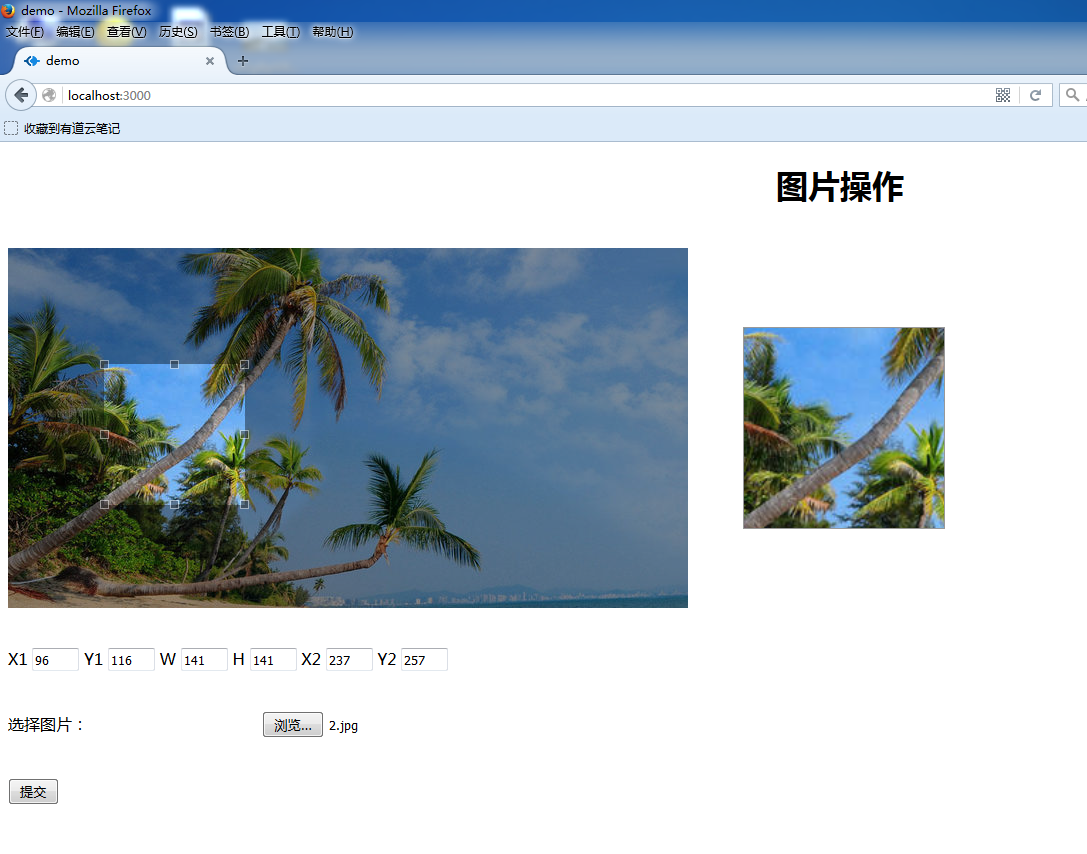 demo - Mozilla Firefox
文件(F) 编辑(E) 查看(V) 历史(S) 书签(B) 工具(T) 帮助(H)
demo
localhost:3000
收藏到有道云笔记
图片操作
X1 96 Y1 116 W 141 H 141 X2 237 Y2 257
选择图片： 浏览... 2.jpg
提交